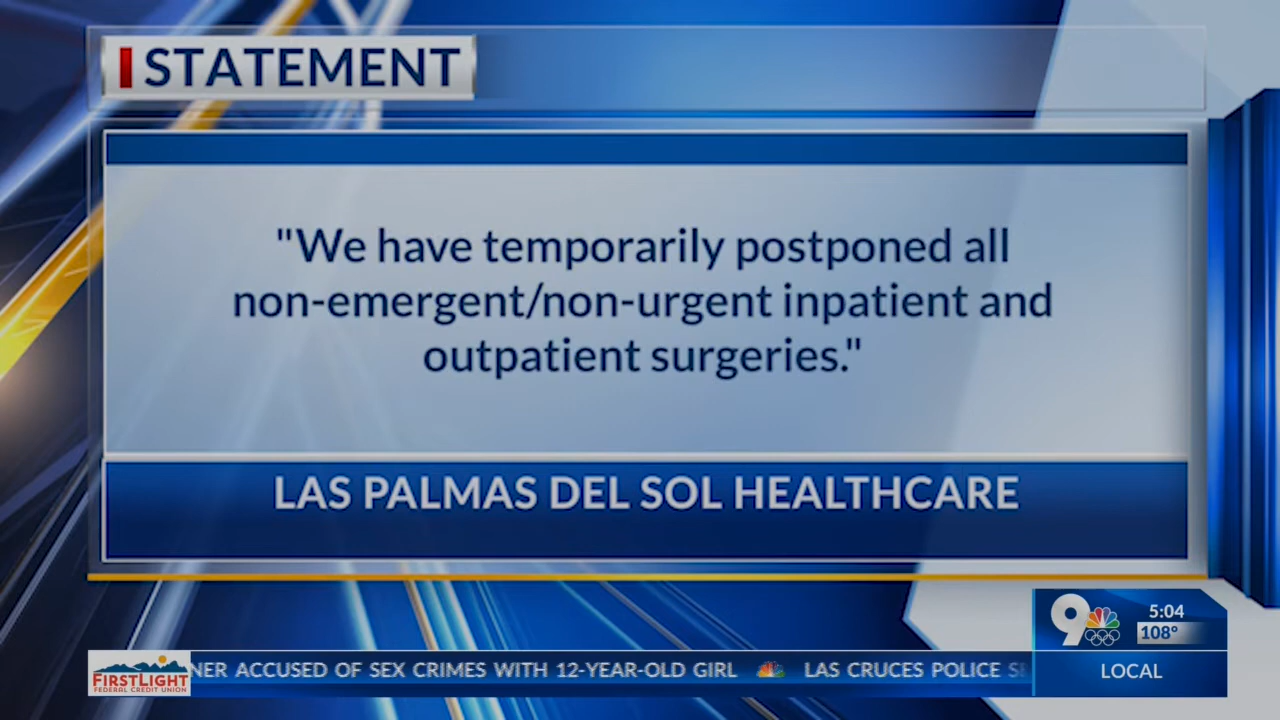 STATEMENT
"We have temporarily postponed all
non-emergent/non-urgent inpatient and
outpatient surgeries."
LAS PALMAS DEL SOL HEALTHCARE
9
5:04
108°
LOCAL
FIRSTLIGHT
FEDERAL CREDIT UNION
NER ACCUSED OF SEX CRIMES WITH 12-YEAR-OLD GIRL LAS CRUCES POLICE